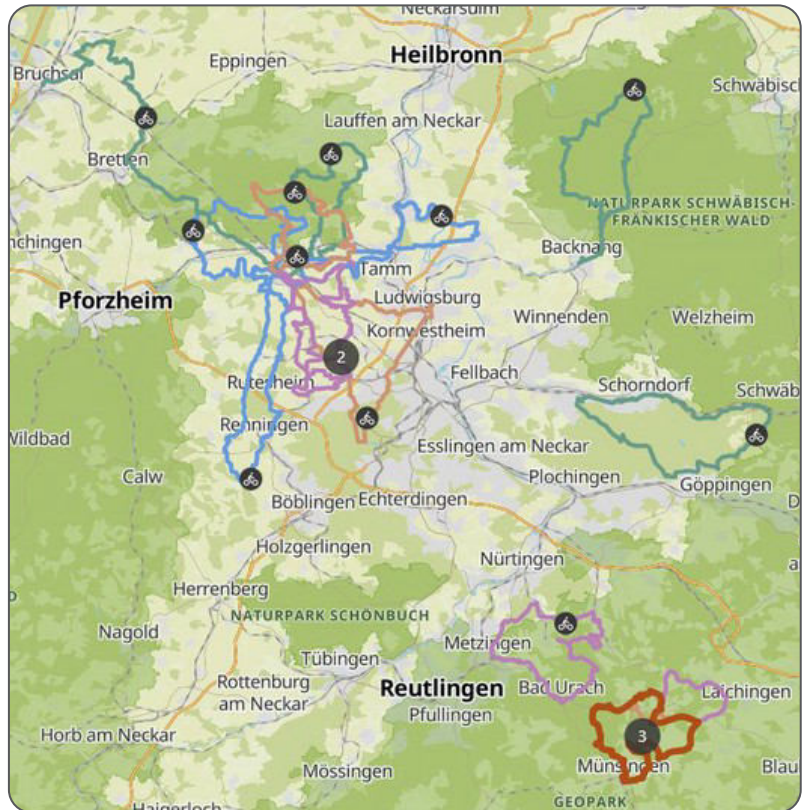 Neckarsulm
Heilbronn
Eppingen
Bruchsal
Schwäbisch
Lauffen am Neckar
Bretten
NATURPARK SCHWÄBISCH-
FRÄNKISCHER WALD
nchingen
Backnang
Tamm
Pforzheim
Ludwigsburg
Kornwestheim
Winnenden
Welzheim
2
Fellbach
Rutesheim
Schorndorf
Schwäb
Renningen
Wildbad
Esslingen am Neckar
Calw
Plochingen
Göppingen
Böblingen
Echterdingen
D
Holzgerlingen
Nürtingen
a
Herrenberg
NATURPARK SCHÖNBUCH
Nagold
Metzingen
Tübingen
Rottenburg
am Neckar
Reutlingen
Bad Urach
Laichingen
Pfullingen
Horb am Neckar
3
Münsingen
Blau
Mössingen
GEOPARK
Haigerloch